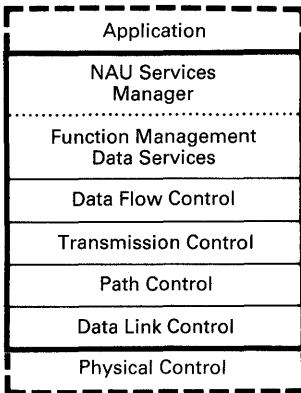 Application
NAU Services
Manager
Function Management
Data Services
Data Flow Control
Transmission Control
Path Control
Data Link Control
Physical Control